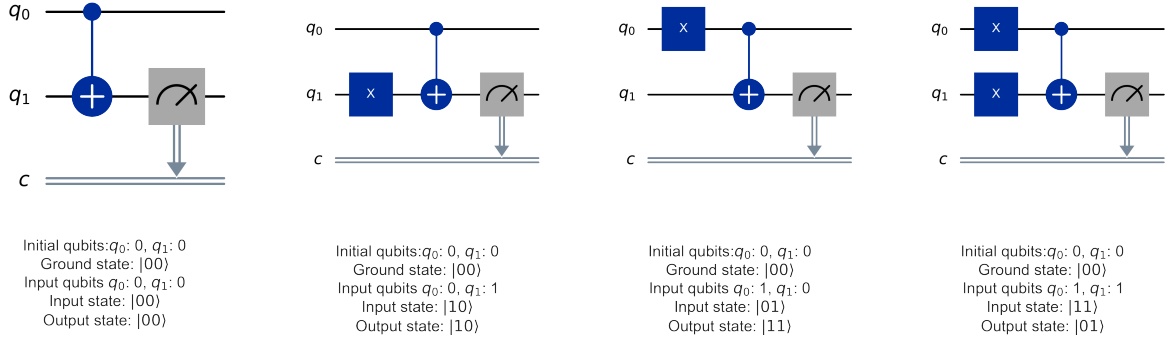 q₀
q₁
c
Initial qubits:q₀: 0, q₁: 0
Ground state: |00⟩
Input qubits q₀: 0, q₁: 0
Input state: |00⟩
Output state: |00⟩
q₀
X
q₁
c
Initial qubits:q₀: 0, q₁: 0
Ground state: |00⟩
Input qubits q₀: 0, q₁: 1
Input state: |10⟩
Output state: |10⟩
X
q₀
q₁
c
Initial qubits:q₀: 0, q₁: 0
Ground state: |00⟩
Input qubits q₀: 1, q₁: 0
Input state: |01⟩
Output state: |11⟩
q₀ X
q₁ X
c
Initial qubits:q₀: 0, q₁: 0
Ground state: |00⟩
Input qubits q₀: 1, q₁: 1
Input state: |11⟩
Output state: |01⟩